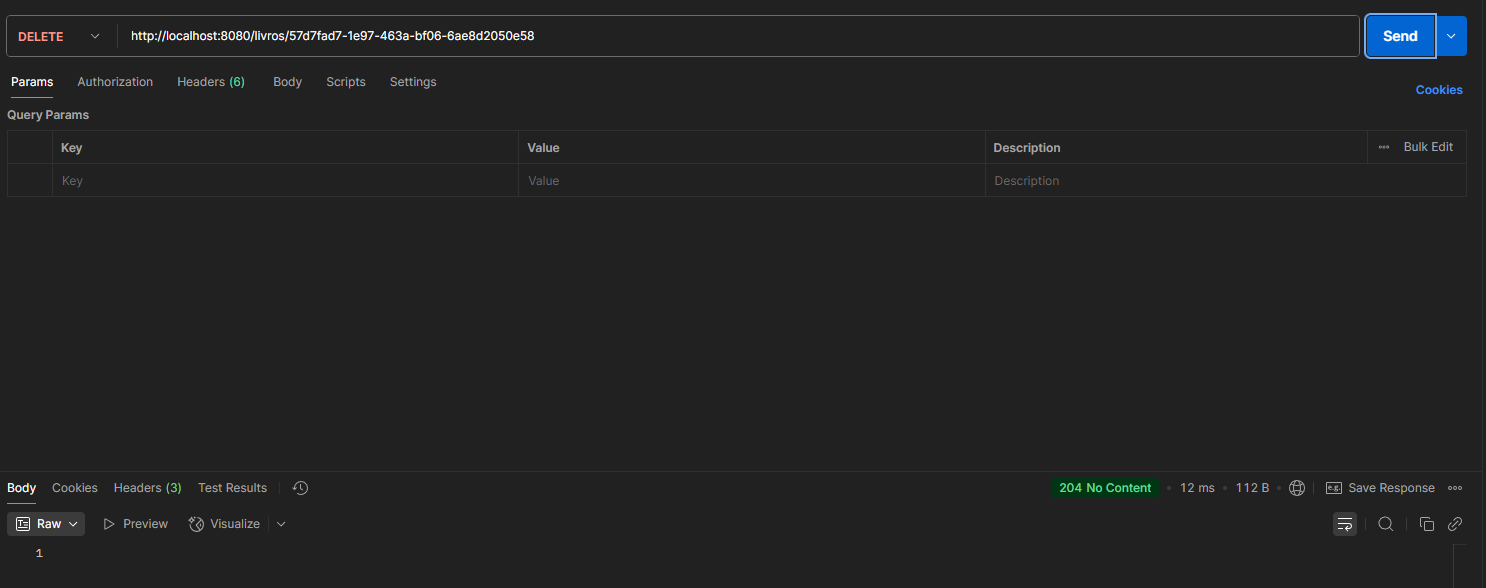 DELETE http://localhost:8080/livros/57d7fad7-1e97-463a-bf06-6ae8d2050e58 Send
Params Authorization Headers (6) Body Scripts Settings Cookies
Query Params
Key Value Description Bulk Edit
Key Value Description
Body Cookies Headers (3) Test Results 204 No Content 12 ms 112 B e.g. Save Response
Raw Preview Visualize
1